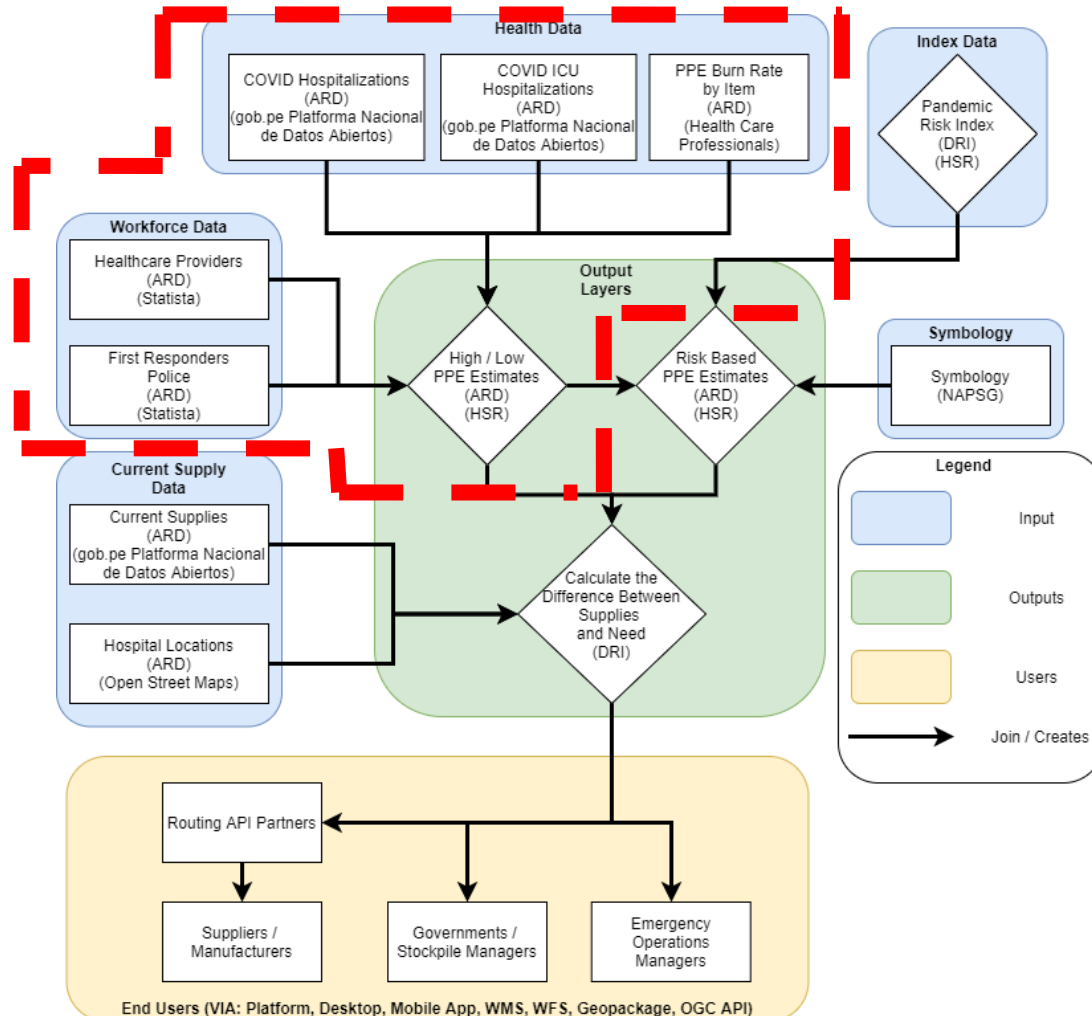 Health Data
COVID Hospitalizations
(ARD)
(gob.pe Platforma Nacional
de Datos Abiertos)
COVID ICU
Hospitalizations
(ARD)
(gob.pe Platforma Nacional
de Datos Abiertos)
PPE Burn Rate
by Item
(ARD)
(Health Care
Professionals)
Index Data
Pandemic
Risk Index
(DRI)
(HSR)
Workforce Data
Healthcare Providers
(ARD)
(Statista)
First Responders
Police
(ARD)
(Statista)
Output
Layers
High / Low
PPE Estimates
(ARD)
(HSR)
Risk Based
PPE Estimates
(ARD)
(HSR)
Symbology
Symbology
(NAPSG)
Current Supply
Data
Current Supplies
(ARD)
(gob.pe Platforma Nacional
de Datos Abiertos)
Hospital Locations
(ARD)
(Open Street Maps)
Calculate the
Difference Between
Supplies
and Need
(DRI)
Legend
Input
Outputs
Users
Join / Creates
Routing API Partners
Suppliers /
Manufacturers
Governments /
Stockpile Managers
Emergency
Operations
Managers
End Users (VIA: Platform, Desktop, Mobile App, WMS, WFS, Geopackage, OGC API)